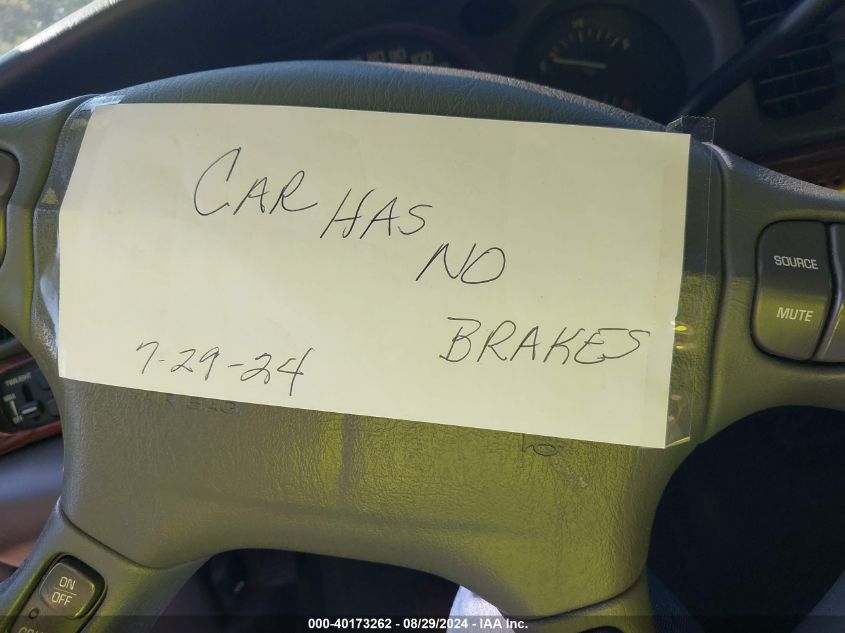 CAR HAS
NO
BRAKES
7-29-24
SOURCE
MUTE
ON
OFF
000-40173262 - 08/29/2024 - IAA Inc.